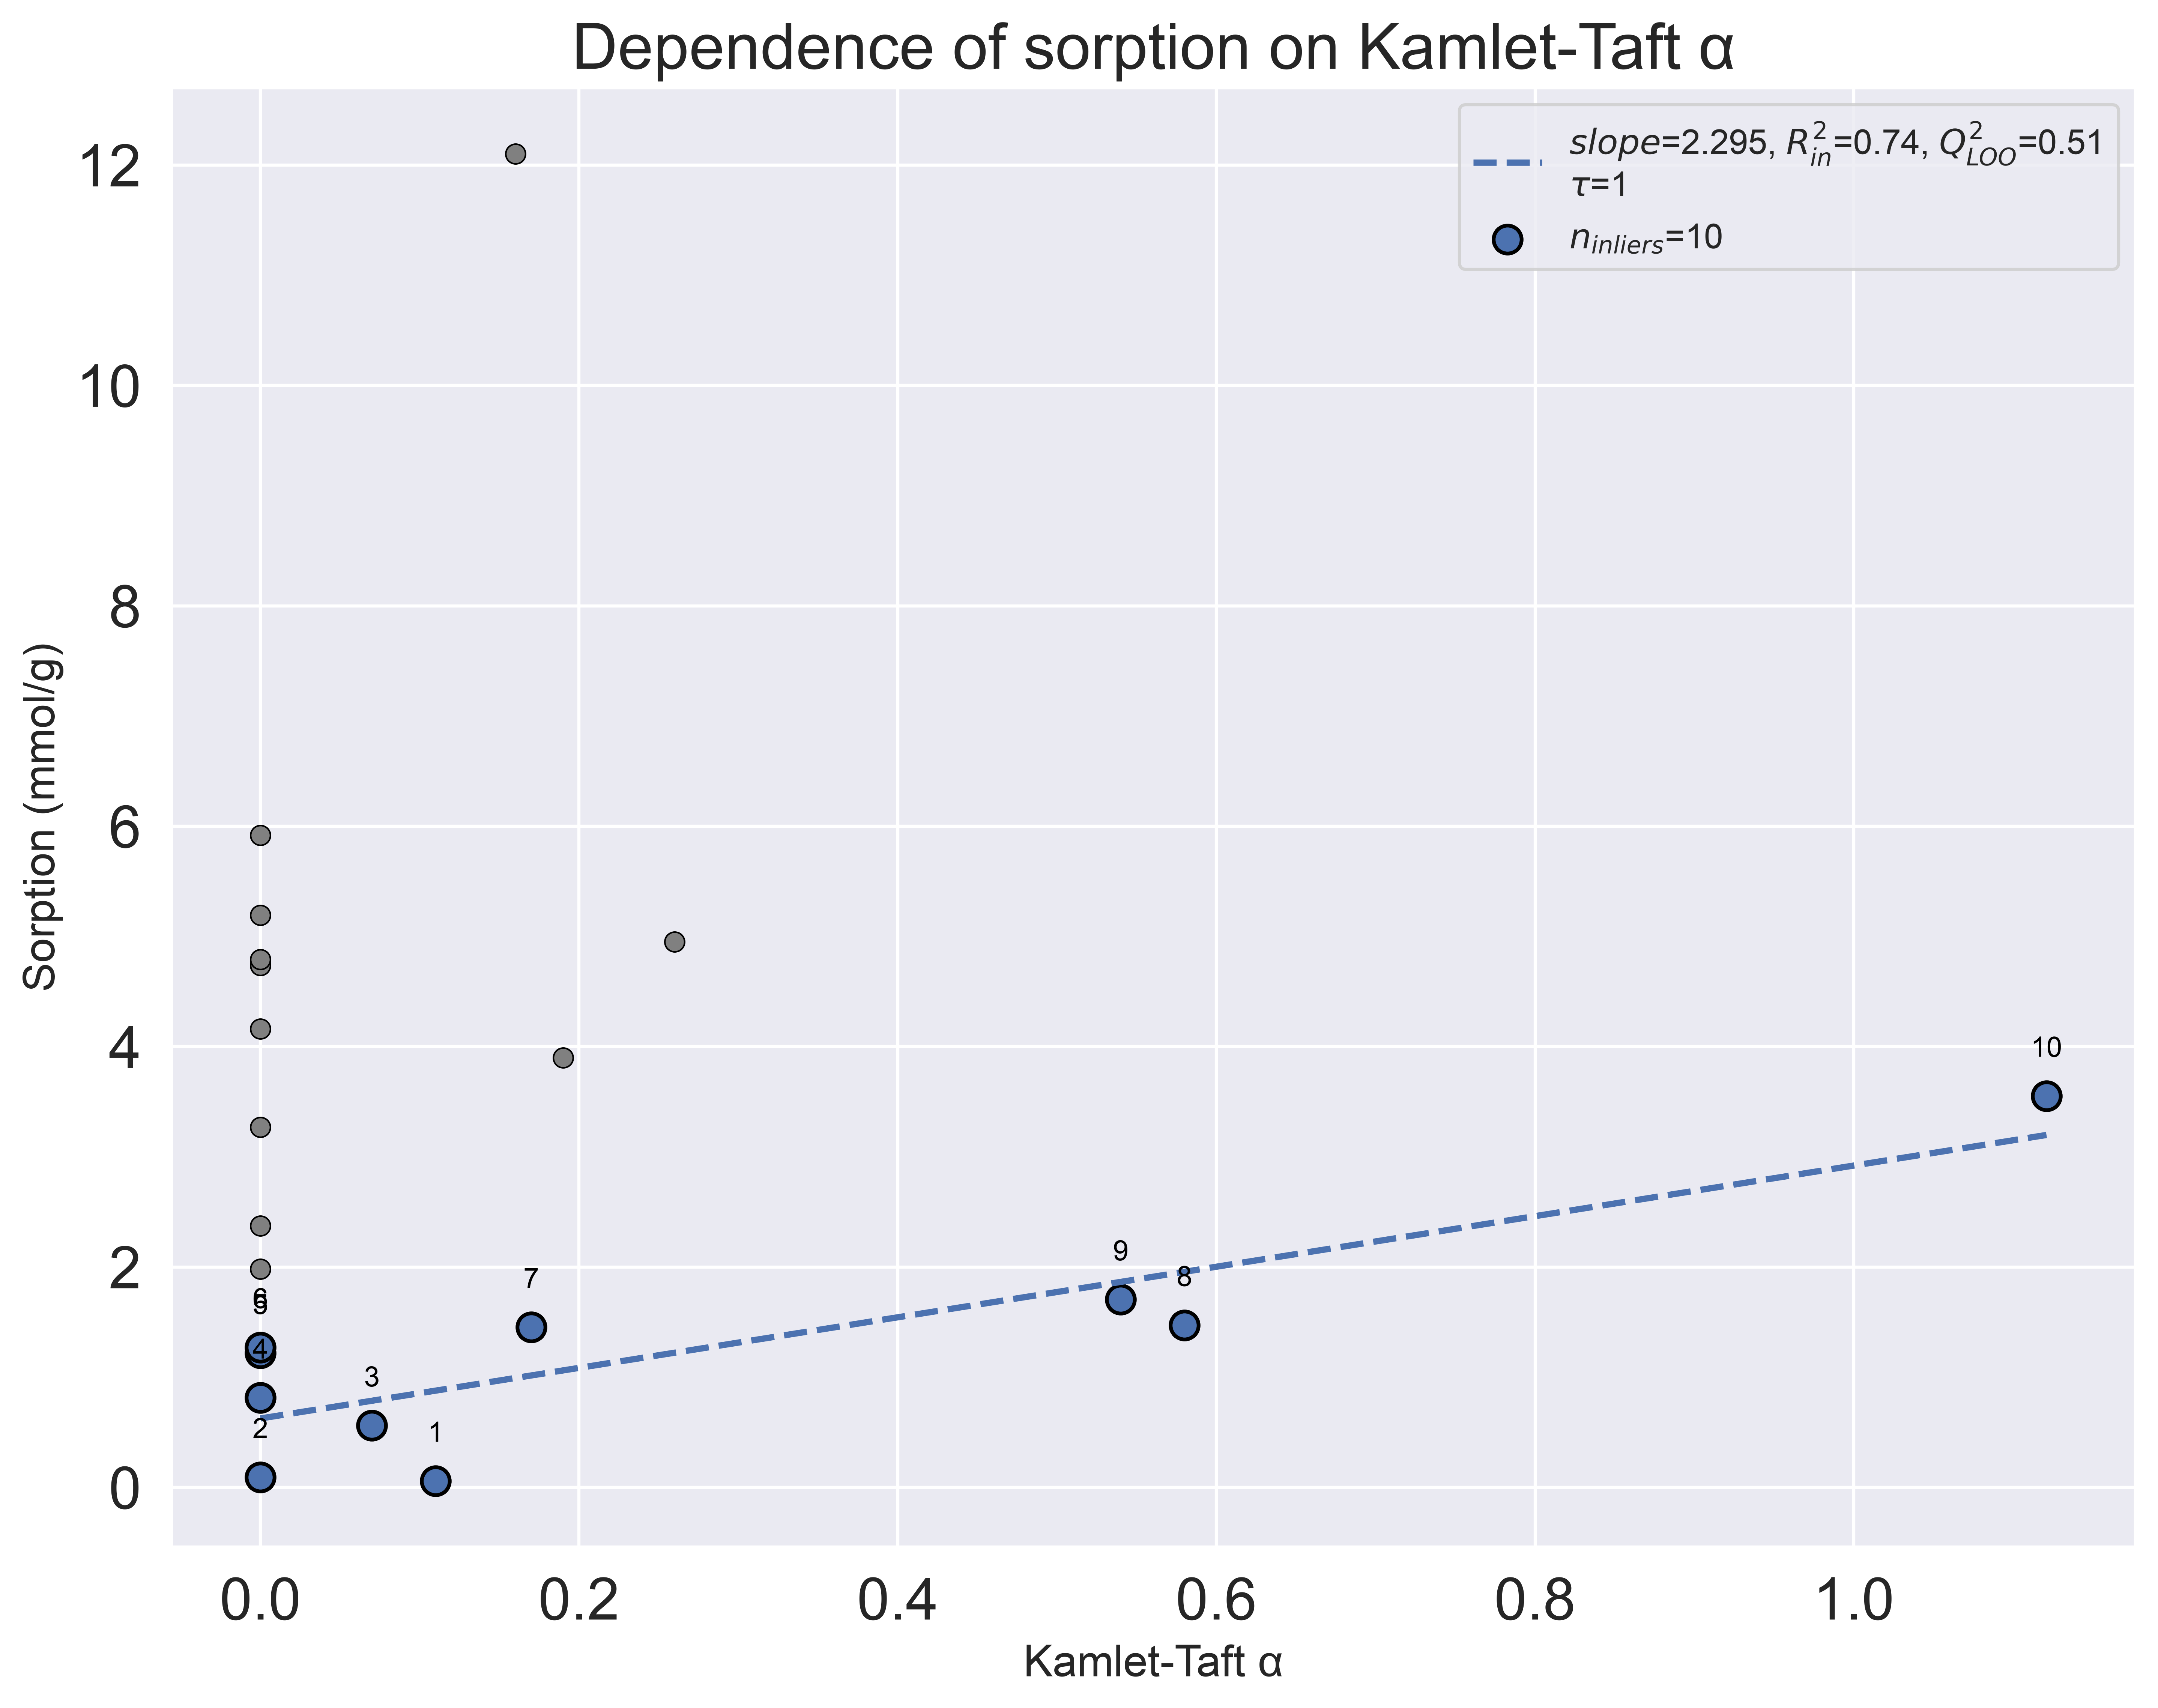 Dependence of sorption on Kamlet-Taft α
slope=2.295, R²in=0.74, Q²LOO=0.51
τ=1
ninliers=10
Sorption (mmol/g)
12
10
8
6
4
2
0
10
9
8
7
6
5
4
3
2
1
0.0 0.2 0.4 0.6 0.8 1.0
Kamlet-Taft α